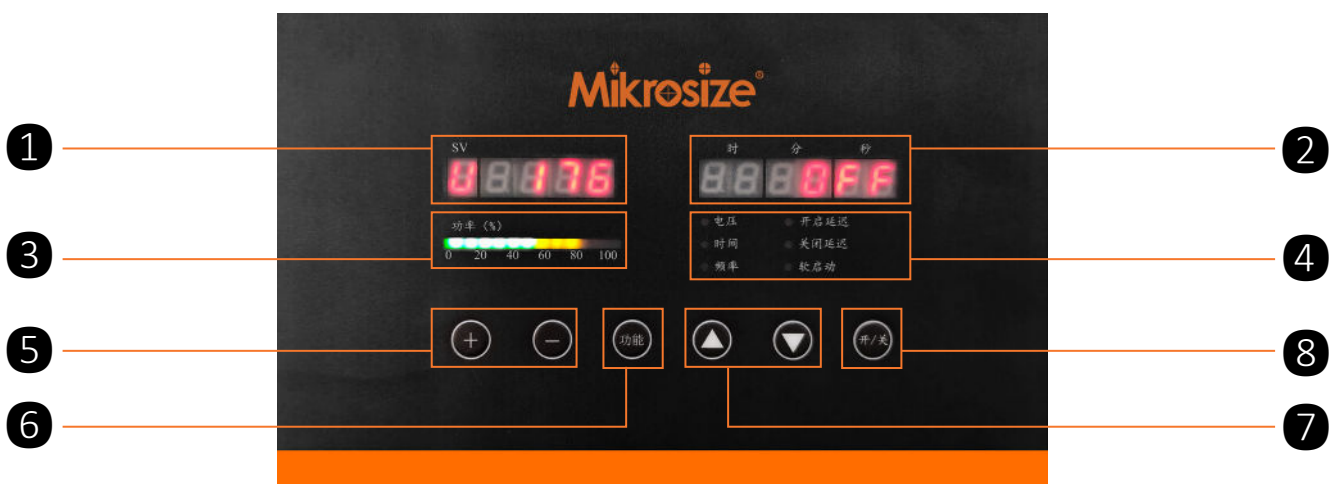 Mikrosize®
1
SV
U 176
时 分 秒
OFF
2
3
功率 (%)
0 20 40 60 80 100
电压 开启延迟
时间 关闭延迟
频率 软启动
4
5
+ −
功能
开/关
8
6
7